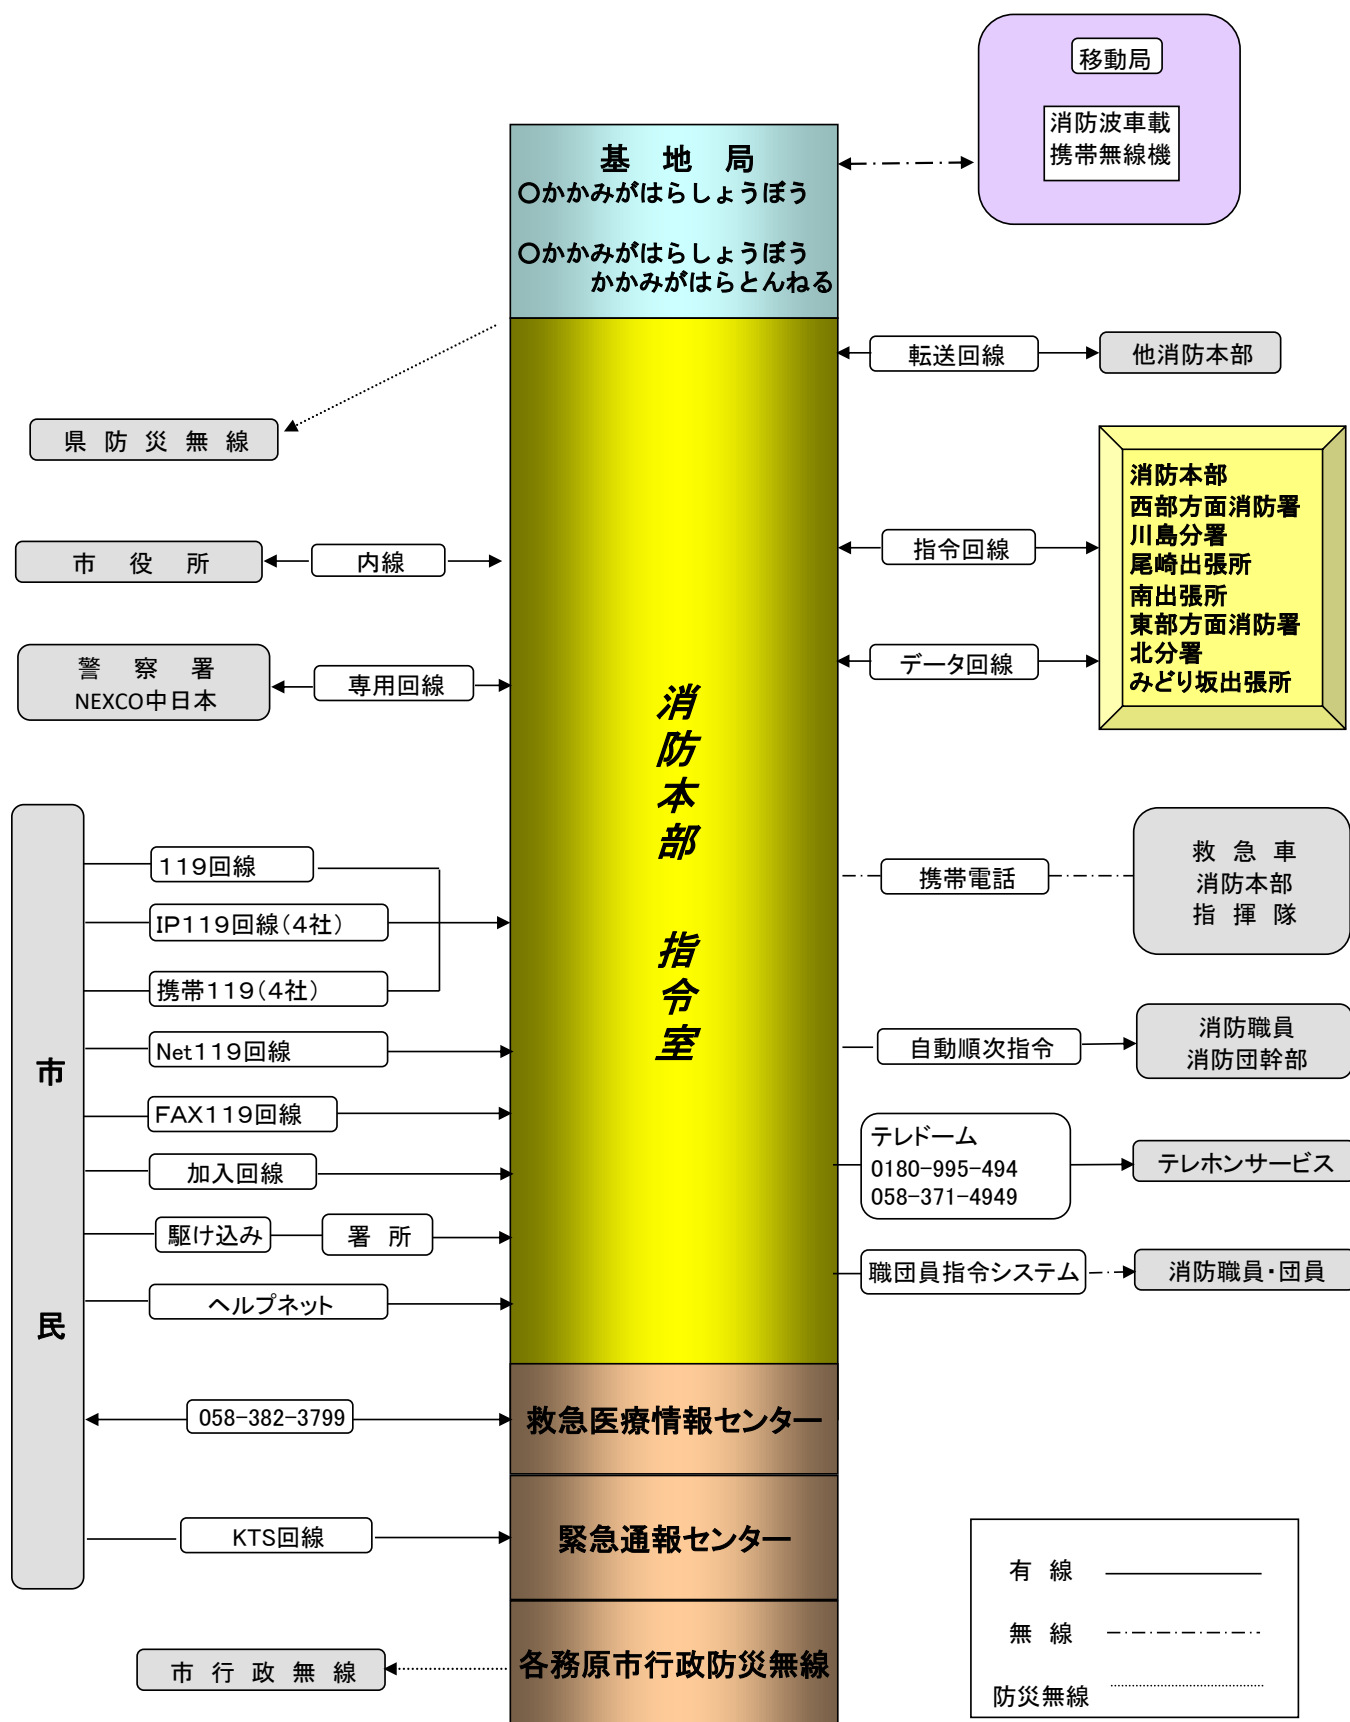 移動局
消防波車載
携帯無線機
基　地　局
〇かかみがはらしょうぼう
〇かかみがはらしょうぼう
かかみがはらとんねる
転送回線
他消防本部
県 防 災 無 線
消防本部
西部方面消防署
川島分署
尾崎出張所
南出張所
東部方面消防署
北分署
みどり坂出張所
指令回線
データ回線
市　役　所
内線
警　察　署
NEXCO中日本
専用回線
消防本部　指令室
市　民
119回線
IP119回線(4社)
携帯119(4社)
Net119回線
FAX119回線
加入回線
駆け込み
署 所
ヘルプネット
携帯電話
救 急 車
消防本部
指 揮 隊
自動順次指令
消防職員
消防団幹部
テレドーム
0180-995-494
058-371-4949
テレホンサービス
職団員指令システム
消防職員・団員
058-382-3799
救急医療情報センター
KTS回線
緊急通報センター
市 行 政 無 線
各務原市行政防災無線
有 線
無 線
防災無線